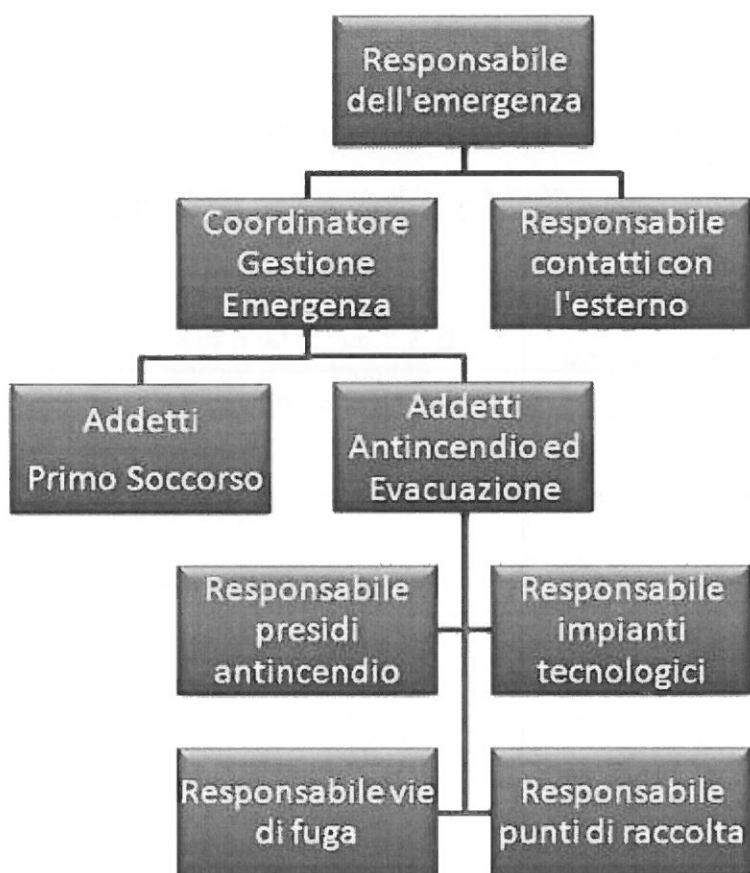 Responsabile
dell'emergenza
Coordinatore
Gestione
Emergenza
Responsabile
contatti con
l'esterno
Addetti
Primo Soccorso
Addetti
Antincendio ed
Evacuazione
Responsabile
presidi
antincendio
Responsabile
impianti
tecnologici
Responsabile vie
di fuga
Responsabile
punti di raccolta